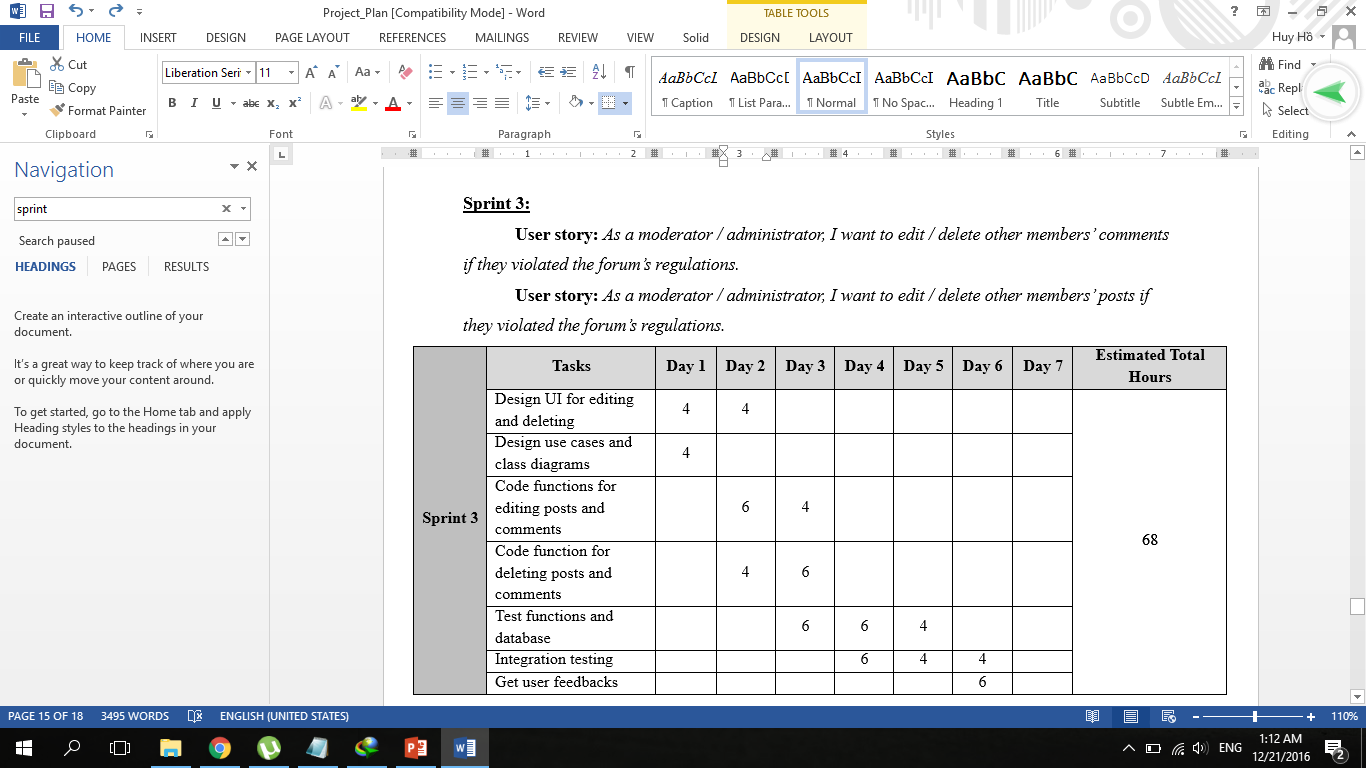 Project_Plan [Compatibility Mode] - Word
TABLE TOOLS
FILE HOME INSERT DESIGN PAGE LAYOUT REFERENCES MAILINGS REVIEW VIEW Solid DESIGN LAYOUT Huy Hồ
Paste
Cut
Copy
Format Painter
Clipboard
Liberation Seri 11
Font
Paragraph
AaBbCcI AaBbCcI AaBbCcI AaBbCcI AaBbC AaBbC AaBbCcD AaBbCcI
¶ Caption ¶ List Para... ¶ Normal ¶ No Spac... Heading 1 Title Subtitle Subtle Em...
Styles
Find
Repl
Select
Editing
Navigation
sprint
Search paused
HEADINGS PAGES RESULTS
Create an interactive outline of your
document.
It's a great way to keep track of where you are
or quickly move your content around.
To get started, go to the Home tab and apply
Heading styles to the headings in your
document.
1 2 3 4 6 7
Sprint 3:
User story: As a moderator / administrator, I want to edit / delete other members' comments
if they violated the forum's regulations.
User story: As a moderator / administrator, I want to edit / delete other members' posts if
they violated the forum's regulations.
Tasks Day 1 Day 2 Day 3 Day 4 Day 5 Day 6 Day 7 Estimated Total
Hours
Sprint 3
Design UI for editing
and deleting 4 4
Design use cases and
class diagrams 4
Code functions for
editing posts and
comments 6 4
Code function for
deleting posts and
comments 4 6
Test functions and
database 6 6 4
Integration testing 6 4 4
Get user feedbacks 6
68
PAGE 15 OF 18 3495 WORDS ENGLISH (UNITED STATES) 110%
ENG
1:12 AM
12/21/2016
2